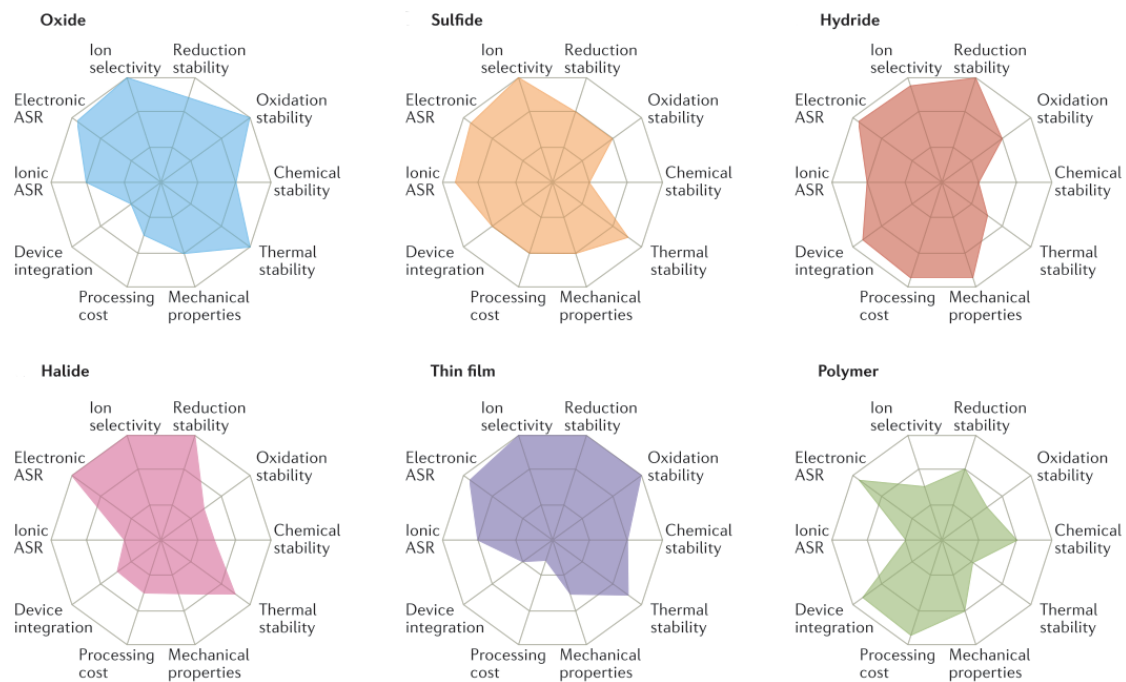 Oxide
Ion
selectivity
Reduction
stability
Electronic
ASR
Oxidation
stability
Ionic
ASR
Chemical
stability
Device
integration
Thermal
stability
Processing
cost
Mechanical
properties
Sulfide
Ion
selectivity
Reduction
stability
Electronic
ASR
Oxidation
stability
Ionic
ASR
Chemical
stability
Device
integration
Thermal
stability
Processing
cost
Mechanical
properties
Hydride
Ion
selectivity
Reduction
stability
Electronic
ASR
Oxidation
stability
Ionic
ASR
Chemical
stability
Device
integration
Thermal
stability
Processing
cost
Mechanical
properties
Halide
Ion
selectivity
Reduction
stability
Electronic
ASR
Oxidation
stability
Ionic
ASR
Chemical
stability
Device
integration
Thermal
stability
Processing
cost
Mechanical
properties
Thin film
Ion
selectivity
Reduction
stability
Electronic
ASR
Oxidation
stability
Ionic
ASR
Chemical
stability
Device
integration
Thermal
stability
Processing
cost
Mechanical
properties
Polymer
Ion
selectivity
Reduction
stability
Electronic
ASR
Oxidation
stability
Ionic
ASR
Chemical
stability
Device
integration
Thermal
stability
Processing
cost
Mechanical
properties